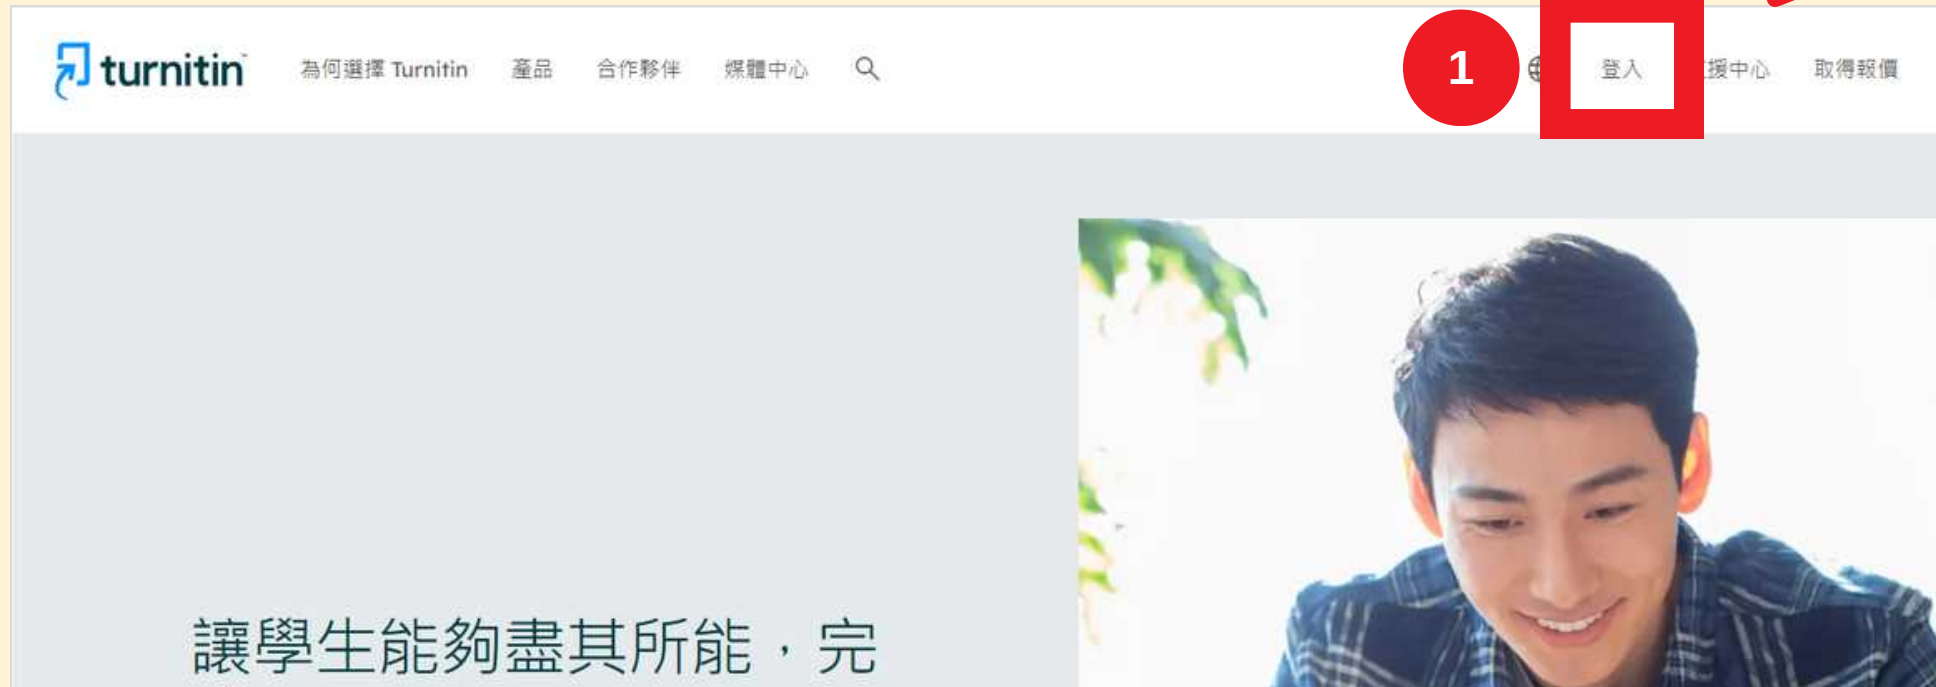 turnitin 為何選擇 Turnitin 產品 合作夥伴 媒體中心 1 登入 援中心 取得報價
讓學生能夠盡其所能，完